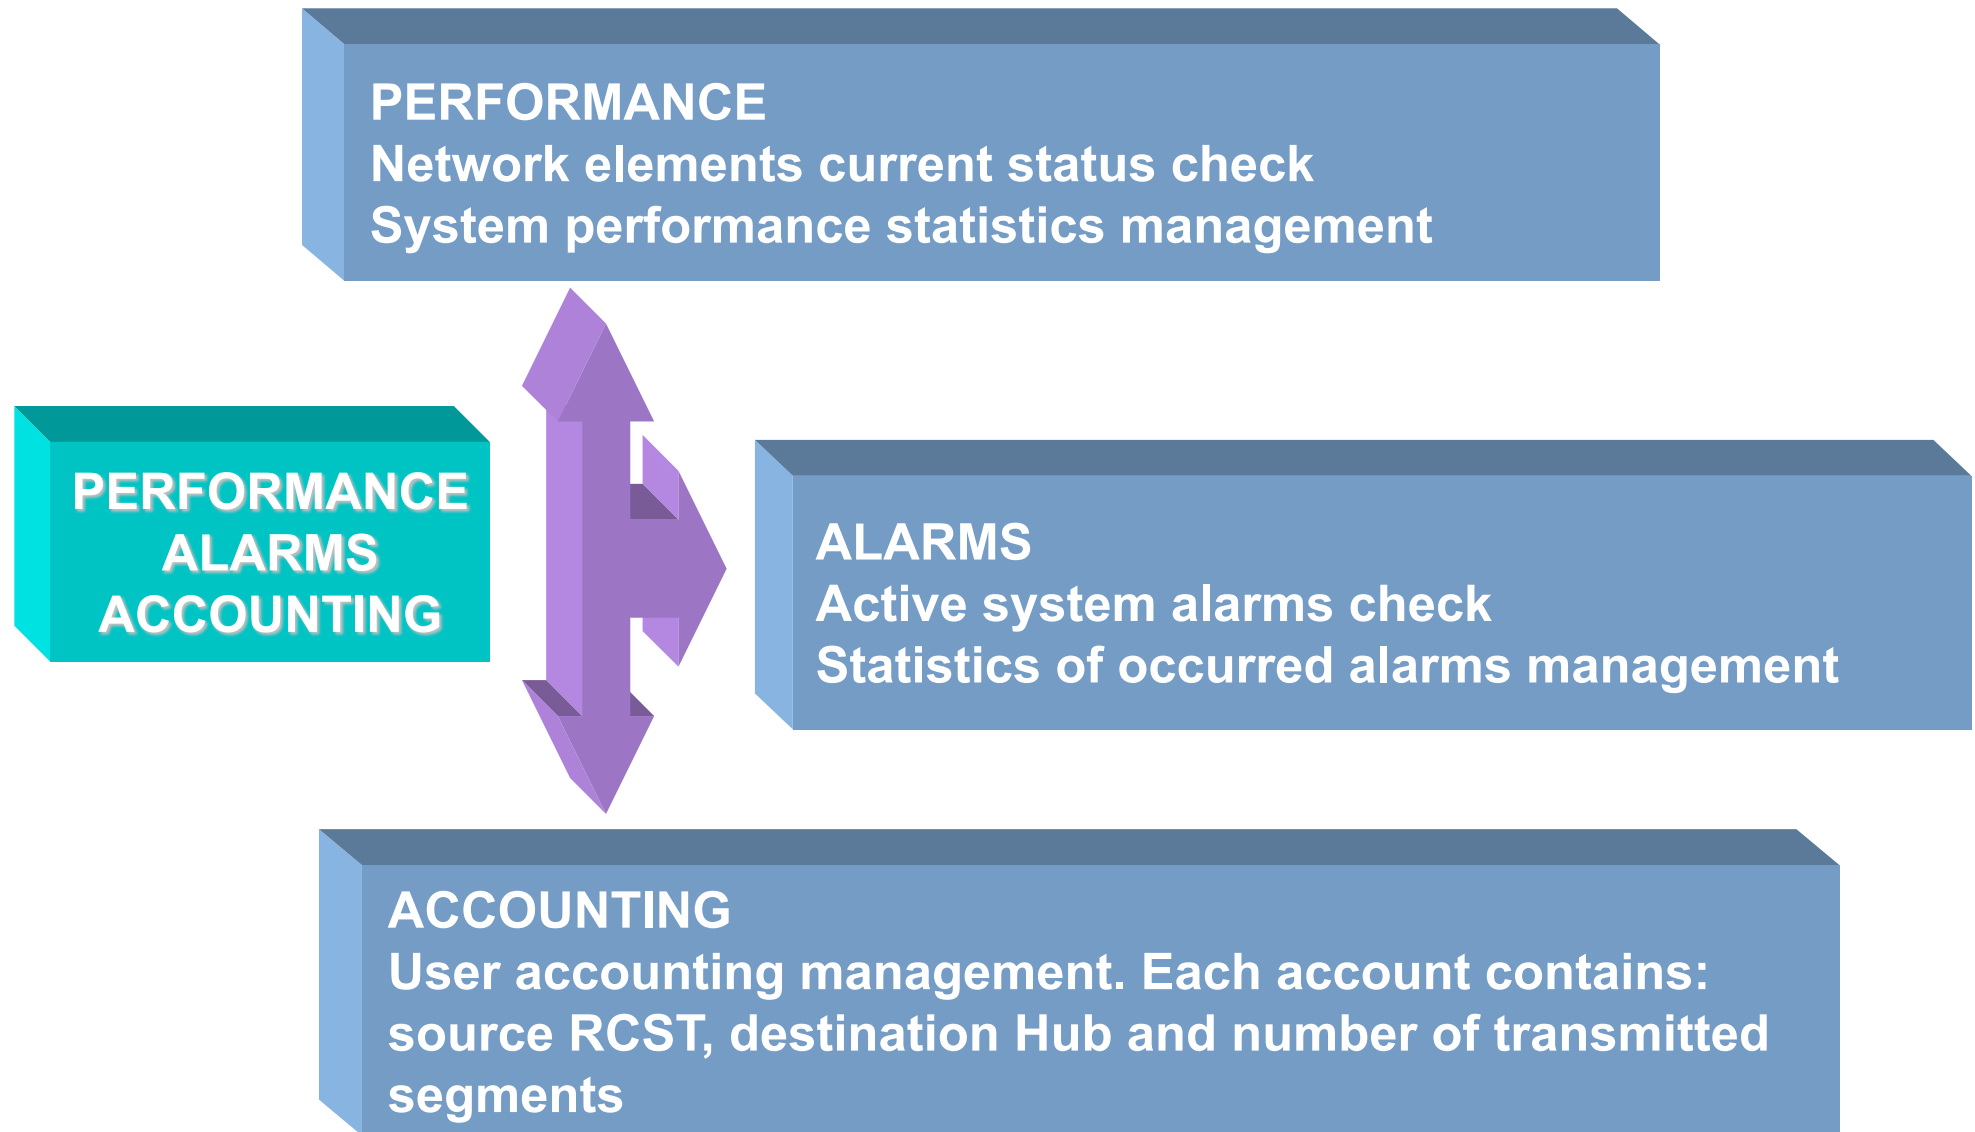 PERFORMANCE
Network elements current status check
System performance statistics management
PERFORMANCE
ALARMS
ACCOUNTING
ALARMS
Active system alarms check
Statistics of occurred alarms management
ACCOUNTING
User accounting management. Each account contains:
source RCST, destination Hub and number of transmitted
segments